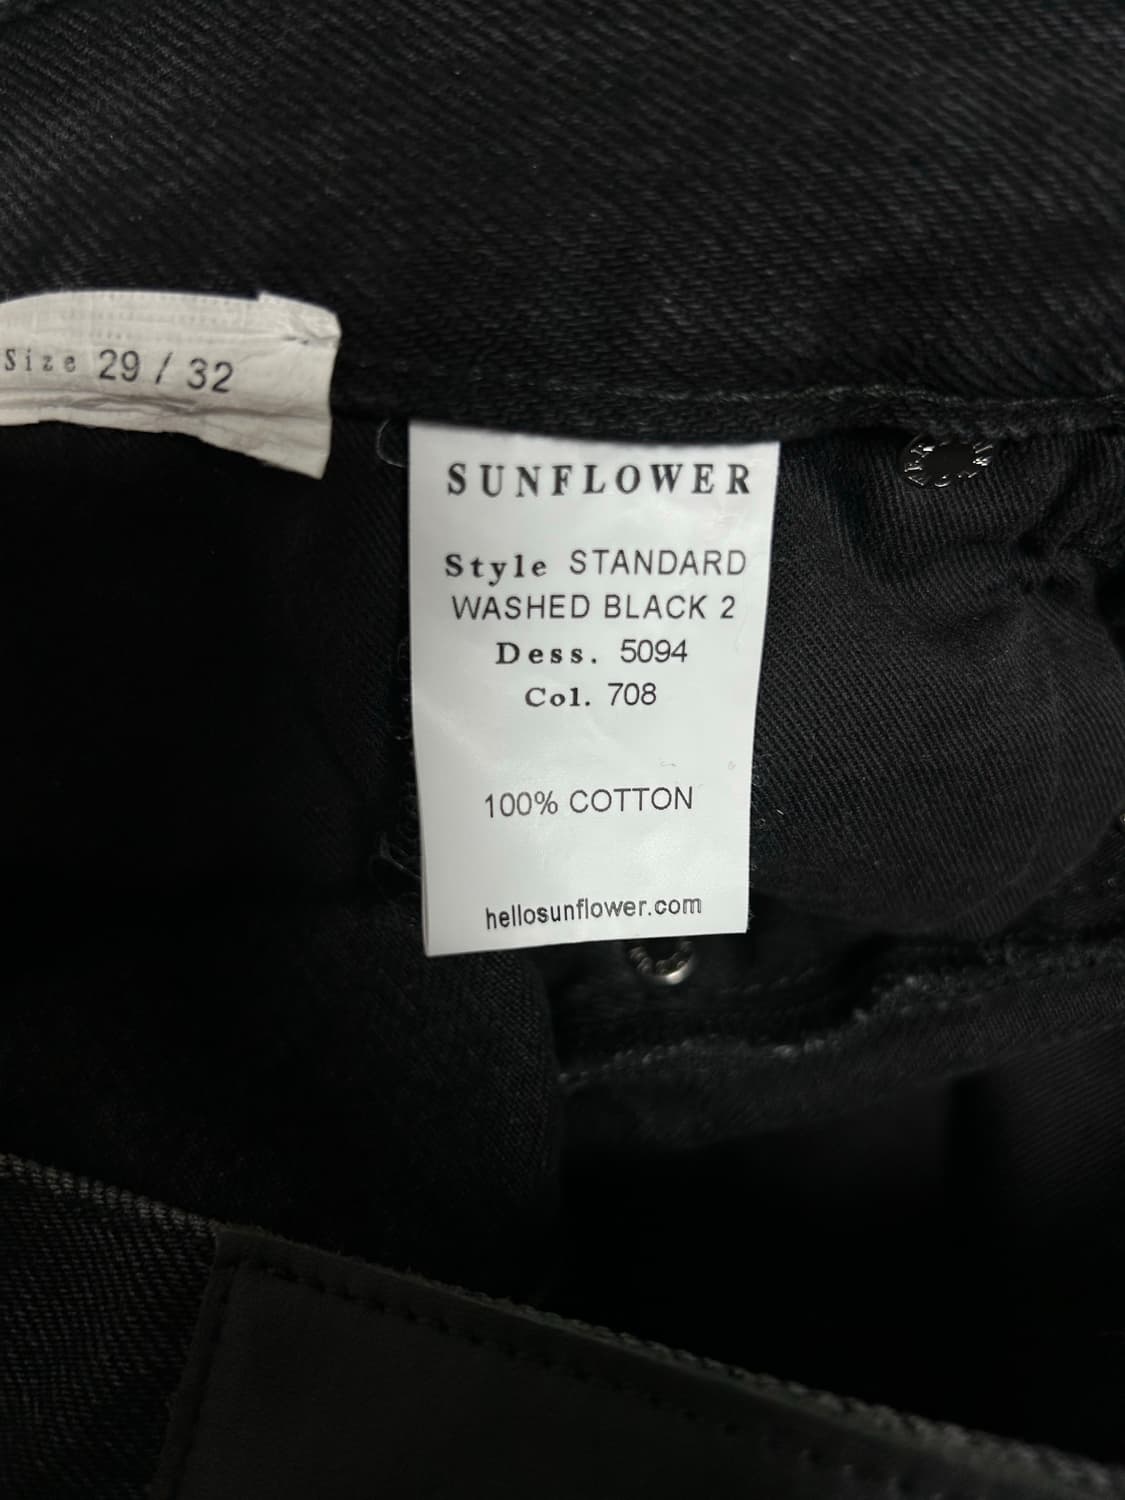 Size 29 / 32
SUNFLOWER
Style STANDARD
WASHED BLACK 2
Dess. 5094
Col. 708
100% COTTON
hellosunflower.com